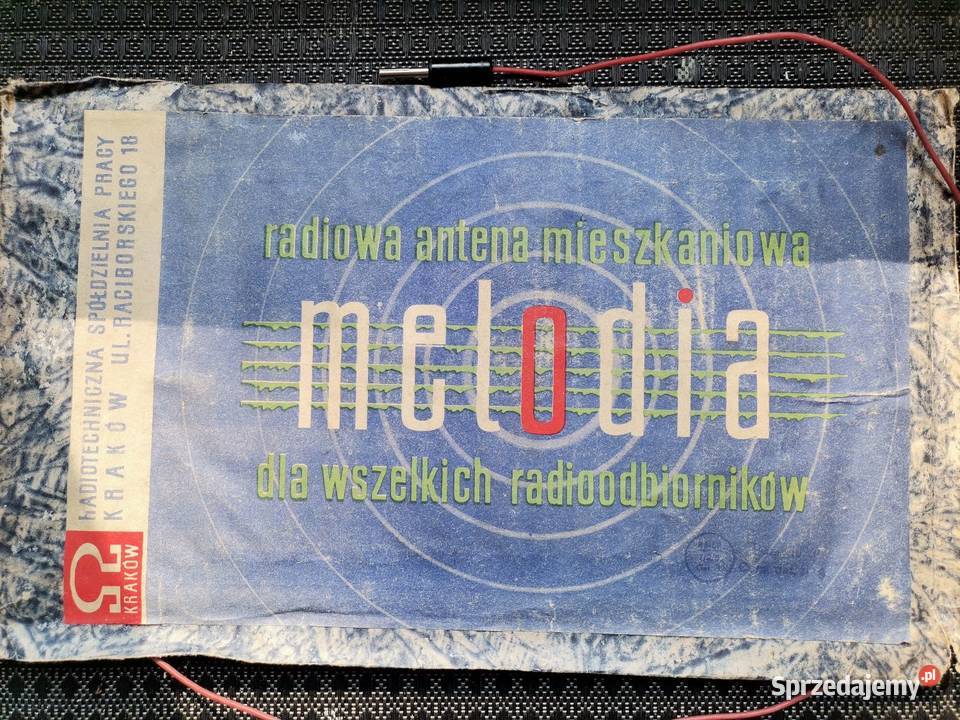 radiowa antena mieszkaniowa
melodia
dla wszelkich radioodbiorników
RADIOTECHNICZNA SPÓŁDZIELNIA PRACY
KRAKÓW UL. RACIBORSKIEGO 18
Ω
KRAKÓW
Sprzedajemy.pl